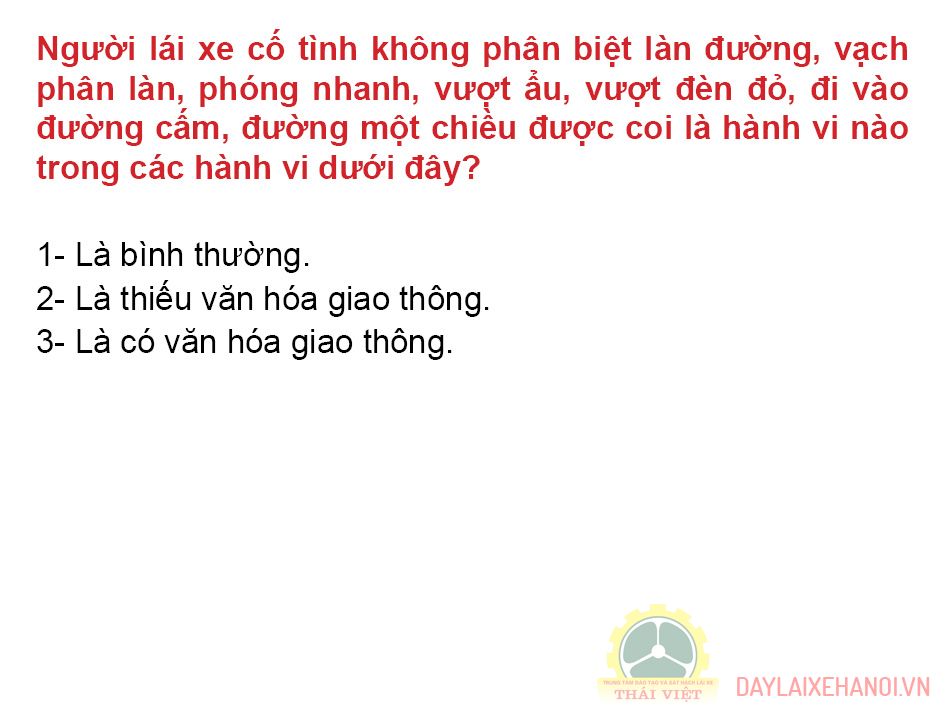 Người lái xe cố tình không phân biệt làn đường, vạch
phân làn, phóng nhanh, vượt ẩu, vượt đèn đỏ, đi vào
đường cấm, đường một chiều được coi là hành vi nào
trong các hành vi dưới đây?
1- Là bình thường.
2- Là thiếu văn hóa giao thông.
3- Là có văn hóa giao thông.
TRUNG TÂM ĐÀO TẠO VÀ SÁT HẠCH LÁI XE
THÁI VIỆT
DAYLAIXEHANOI.VN